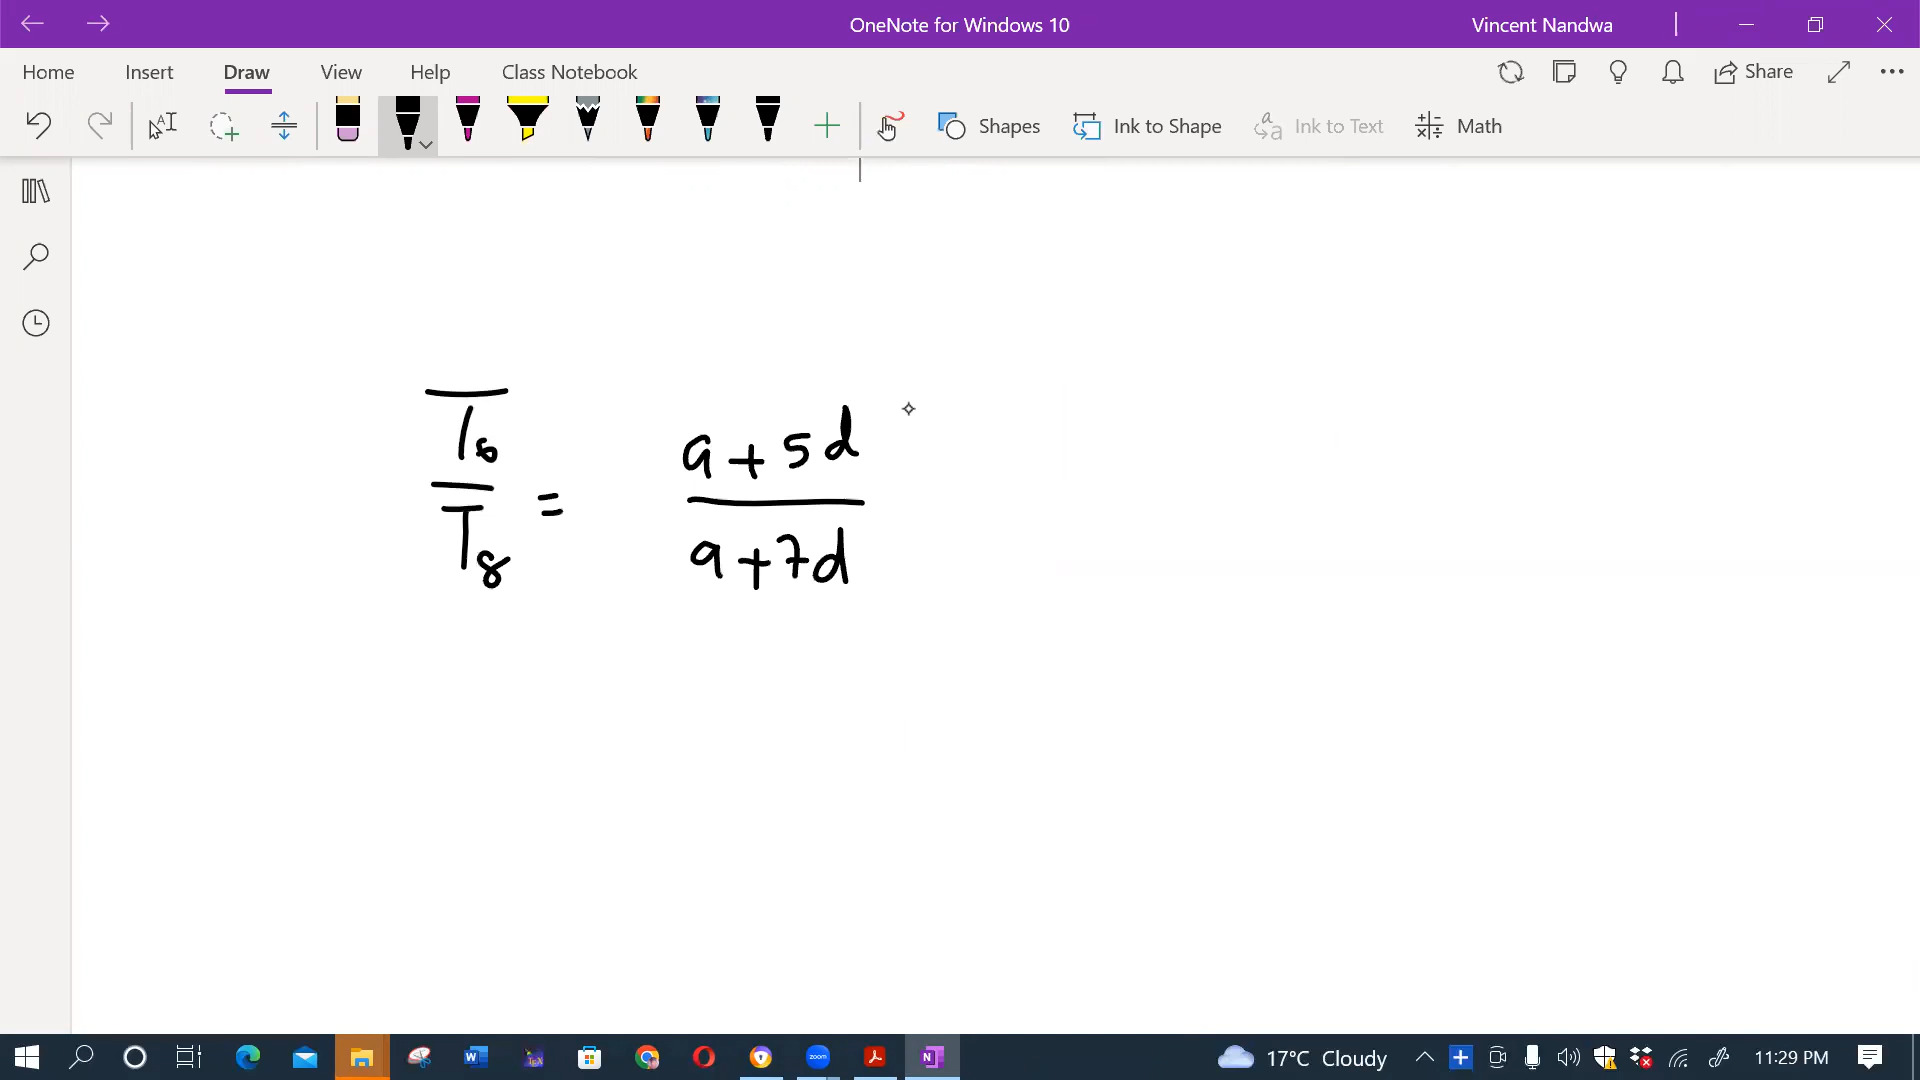 OneNote for Windows 10
Vincent Nandwa
Home Insert Draw View Help Class Notebook
Share
Shapes Ink to Shape Ink to Text Math
T6 / T8 = a + 5d / a + 7d
17°C Cloudy
11:29 PM